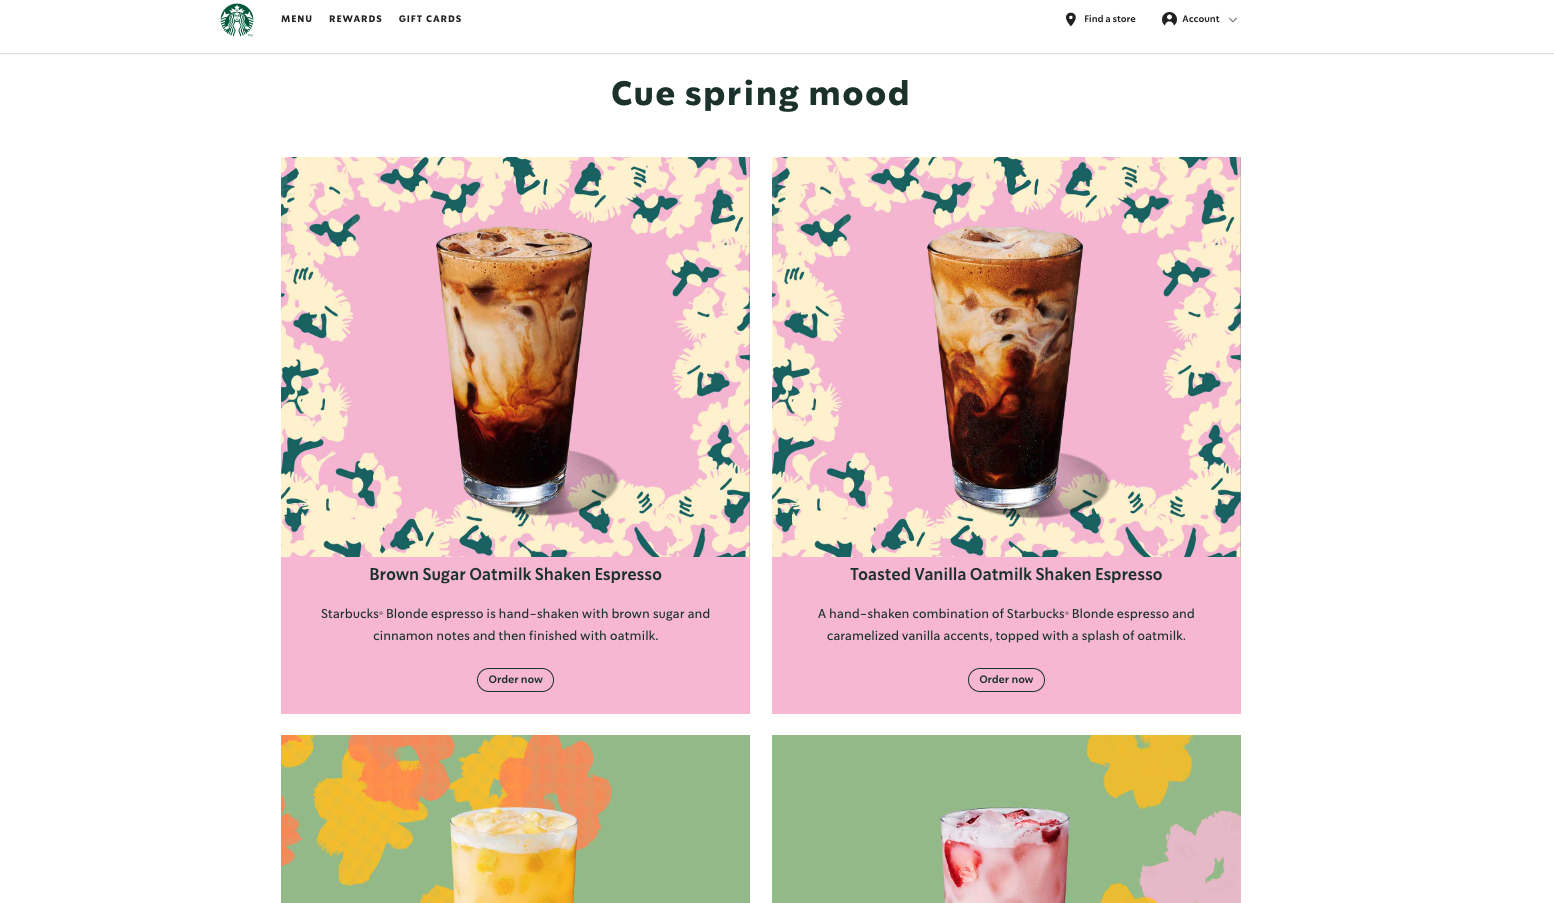 MENU REWARDS GIFT CARDS Find a store Account
Cue spring mood
Brown Sugar Oatmilk Shaken Espresso
Starbucks® Blonde espresso is hand-shaken with brown sugar and
cinnamon notes and then finished with oatmilk.
Order now
Toasted Vanilla Oatmilk Shaken Espresso
A hand-shaken combination of Starbucks® Blonde espresso and
caramelized vanilla accents, topped with a splash of oatmilk.
Order now